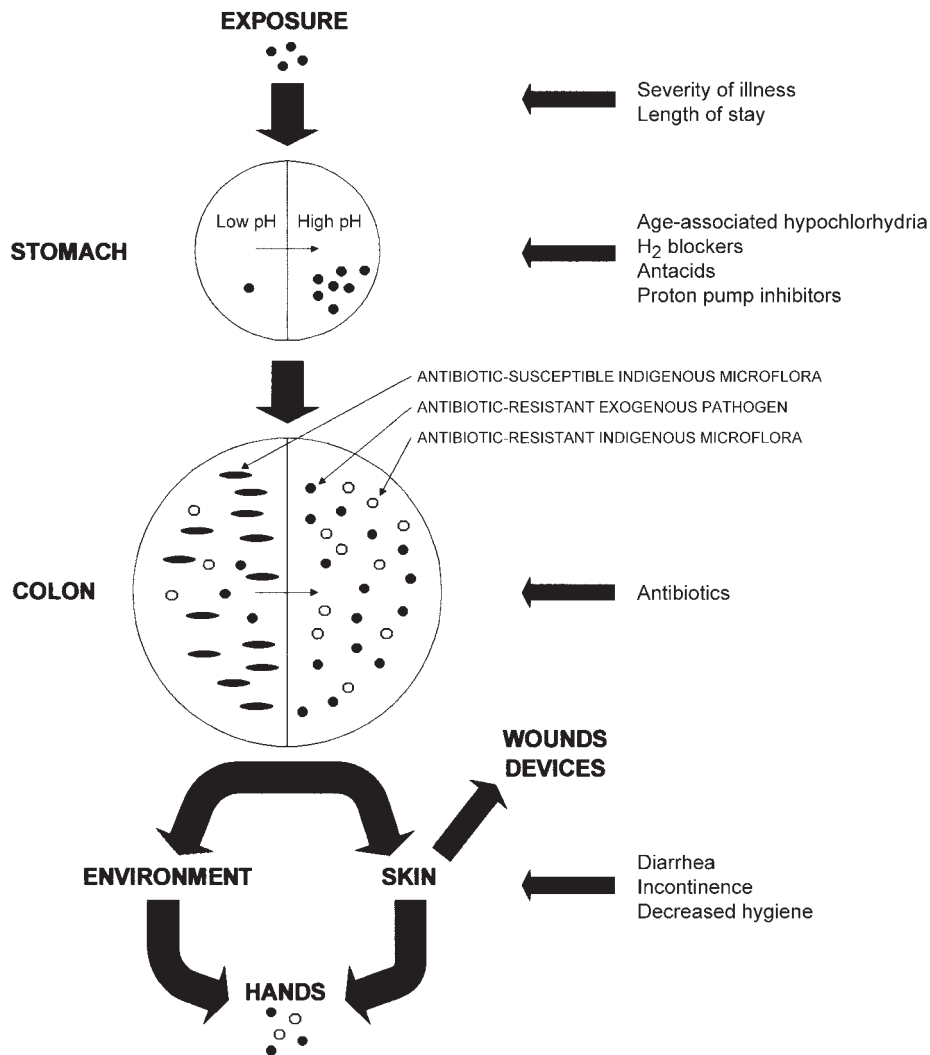 EXPOSURE
Severity of illness
Length of stay
Low pH
High pH
STOMACH
Age-associated hypochlorhydria
H₂ blockers
Antacids
Proton pump inhibitors
ANTIBIOTIC-SUSCEPTIBLE INDIGENOUS MICROFLORA
ANTIBIOTIC-RESISTANT EXOGENOUS PATHOGEN
ANTIBIOTIC-RESISTANT INDIGENOUS MICROFLORA
COLON
Antibiotics
WOUNDS
DEVICES
ENVIRONMENT
SKIN
Diarrhea
Incontinence
Decreased hygiene
HANDS